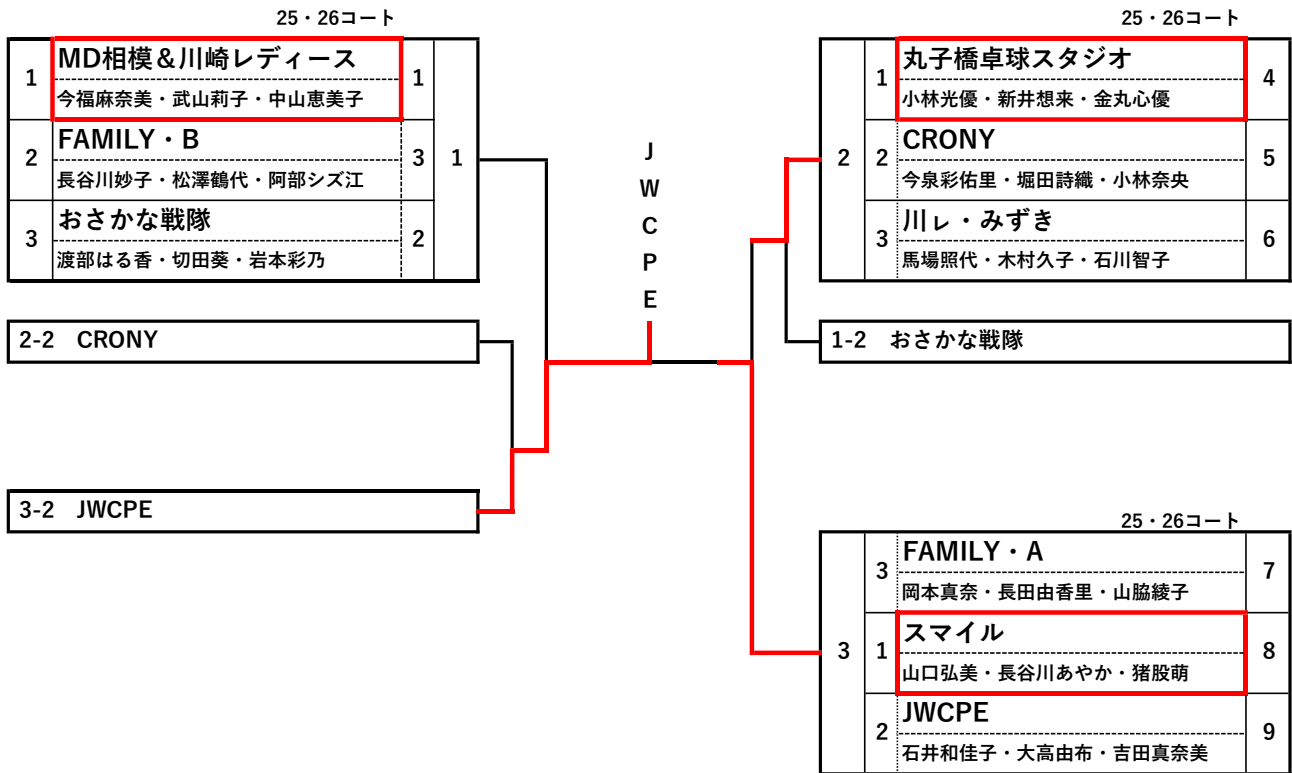 25・26コート
1
MD相模＆川崎レディース
今福麻奈美・武山莉子・中山恵美子
1
2
FAMILY・B
長谷川妙子・松澤鶴代・阿部シズ江
3
3
おさかな戦隊
渡部はる香・切田葵・岩本彩乃
2
1
2-2 CRONY
3-2 JWCPE
JWCPE
25・26コート
2
1
丸子橋卓球スタジオ
小林光優・新井想来・金丸心優
4
2
CRONY
今泉彩佑里・堀田詩織・小林奈央
5
3
川ㇾ・みずき
馬場照代・木村久子・石川智子
6
1-2 おさかな戦隊
25・26コート
3
3
FAMILY・A
岡本真奈・長田由香里・山脇綾子
7
1
スマイル
山口弘美・長谷川あやか・猪股萌
8
2
JWCPE
石井和佳子・大高由布・吉田真奈美
9